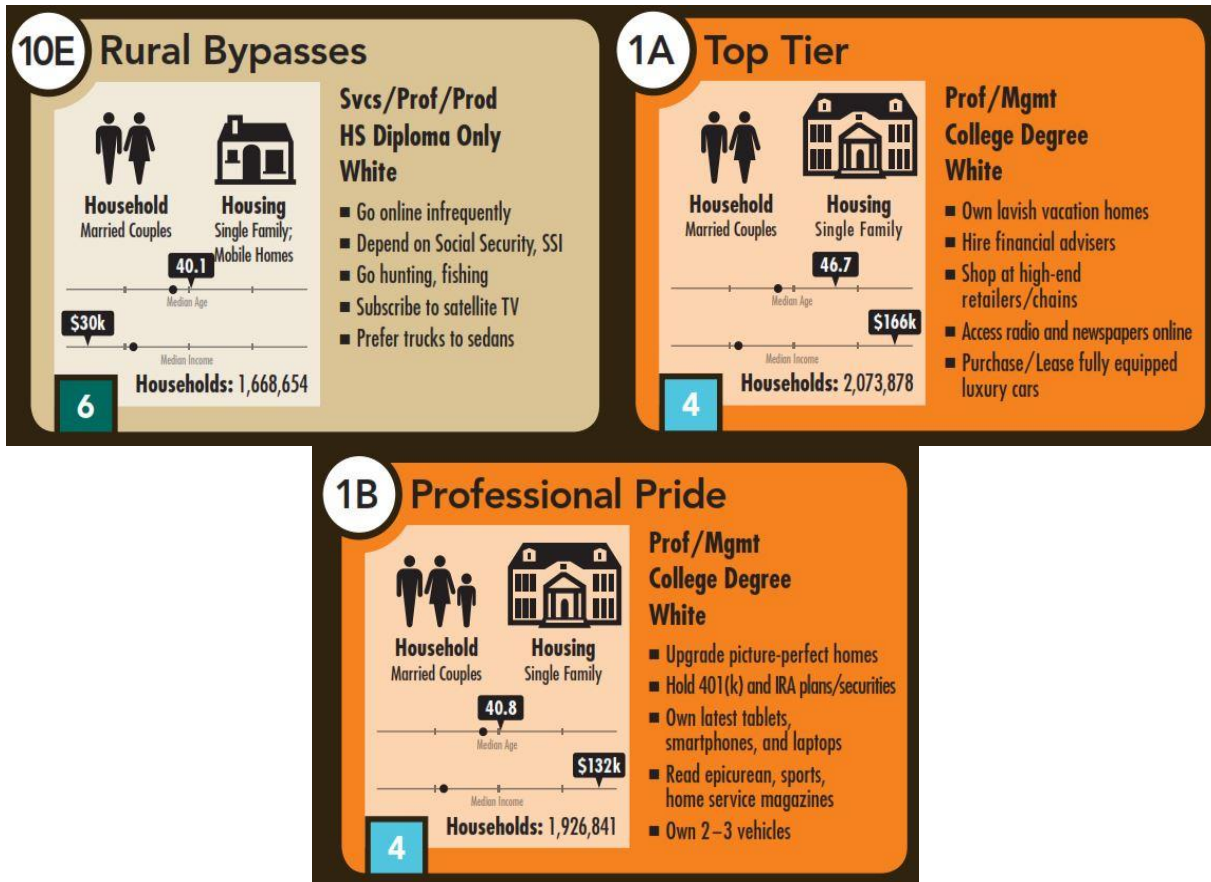 10E Rural Bypasses
Svcs/Prof/Prod
HS Diploma Only
White
Household
Married Couples
Housing
Single Family;
Mobile Homes
40.1
Median Age
$30k
Median Income
Households: 1,668,654
6
■ Go online infrequently
■ Depend on Social Security, SSI
■ Go hunting, fishing
■ Subscribe to satellite TV
■ Prefer trucks to sedans
1A Top Tier
Prof/Mgmt
College Degree
White
Household
Married Couples
Housing
Single Family
46.7
Median Age
$166k
Median Income
Households: 2,073,878
4
■ Own lavish vacation homes
■ Hire financial advisers
■ Shop at high-end
retailers/chains
■ Access radio and newspapers online
■ Purchase/Lease fully equipped
luxury cars
1B Professional Pride
Prof/Mgmt
College Degree
White
Household
Married Couples
Housing
Single Family
40.8
Median Age
$132k
Median Income
Households: 1,926,841
4
■ Upgrade picture-perfect homes
■ Hold 401(k) and IRA plans/securities
■ Own latest tablets,
smartphones, and laptops
■ Read epicurean, sports,
home service magazines
■ Own 2–3 vehicles